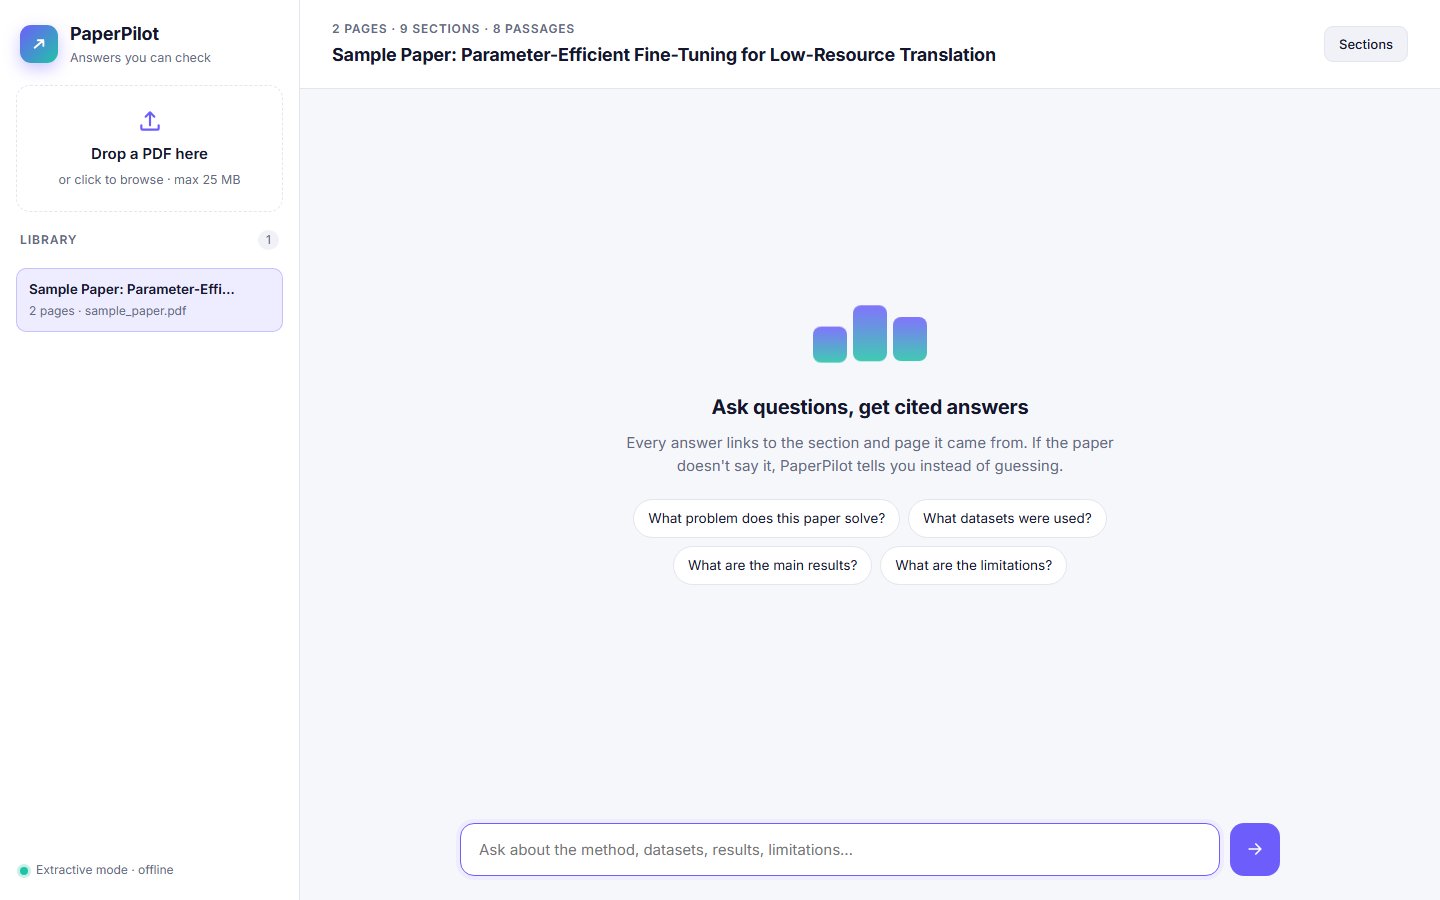 PaperPilot
Answers you can check
Drop a PDF here
or click to browse · max 25 MB
LIBRARY
1
Sample Paper: Parameter-Effi...
2 pages · sample_paper.pdf
Extractive mode · offline
2 PAGES · 9 SECTIONS · 8 PASSAGES
Sample Paper: Parameter-Efficient Fine-Tuning for Low-Resource Translation
Sections
Ask questions, get cited answers
Every answer links to the section and page it came from. If the paper
doesn't say it, PaperPilot tells you instead of guessing.
What problem does this paper solve?
What datasets were used?
What are the main results?
What are the limitations?
Ask about the method, datasets, results, limitations...